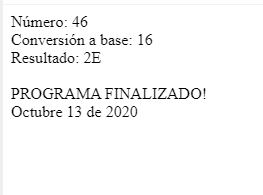 Número: 46
Conversión a base: 16
Resultado: 2E
PROGRAMA FINALIZADO!
Octubre 13 de 2020